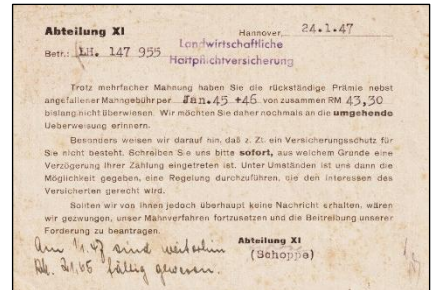 Abteilung XI
Hannover, 24.1.47
Betr.: LH. 147 955
Landwirtschaftliche
Haftpflichtversicherung
Trotz mehrfacher Mahnung haben Sie die rückständige Prämie nebst
angefallener Manngebühr per Jan.45 +46 von zusammen RM 43,30
bislang nicht überwiesen. Wir möchten Sie daher nochmals an die umgehende
Ueberweisung erinnern.
Besonders weisen wir darauf hin, daß z. Zt. ein Versicherungsschutz für
Sie nicht besteht. Schreiben Sie uns bitte sofort, aus welchem Grunde eine
Verzögerung Ihrer Zahlung eingetreten ist. Unter Umständen ist uns dann die
Möglichkeit gegeben, eine Regelung durchzuführen, die den Interessen des
Versicherten gerecht wird.
Sollten wir von Ihnen jedoch überhaupt keine Nachricht erhalten, wären
wir gezwungen, unser Mahnverfahren fortzusetzen und die Beitreibung unserer
Forderung zu beantragen.
Abteilung XI
(Schoppe)
Am 1.47 sind weiterhin
21.65 fällig gewesen.